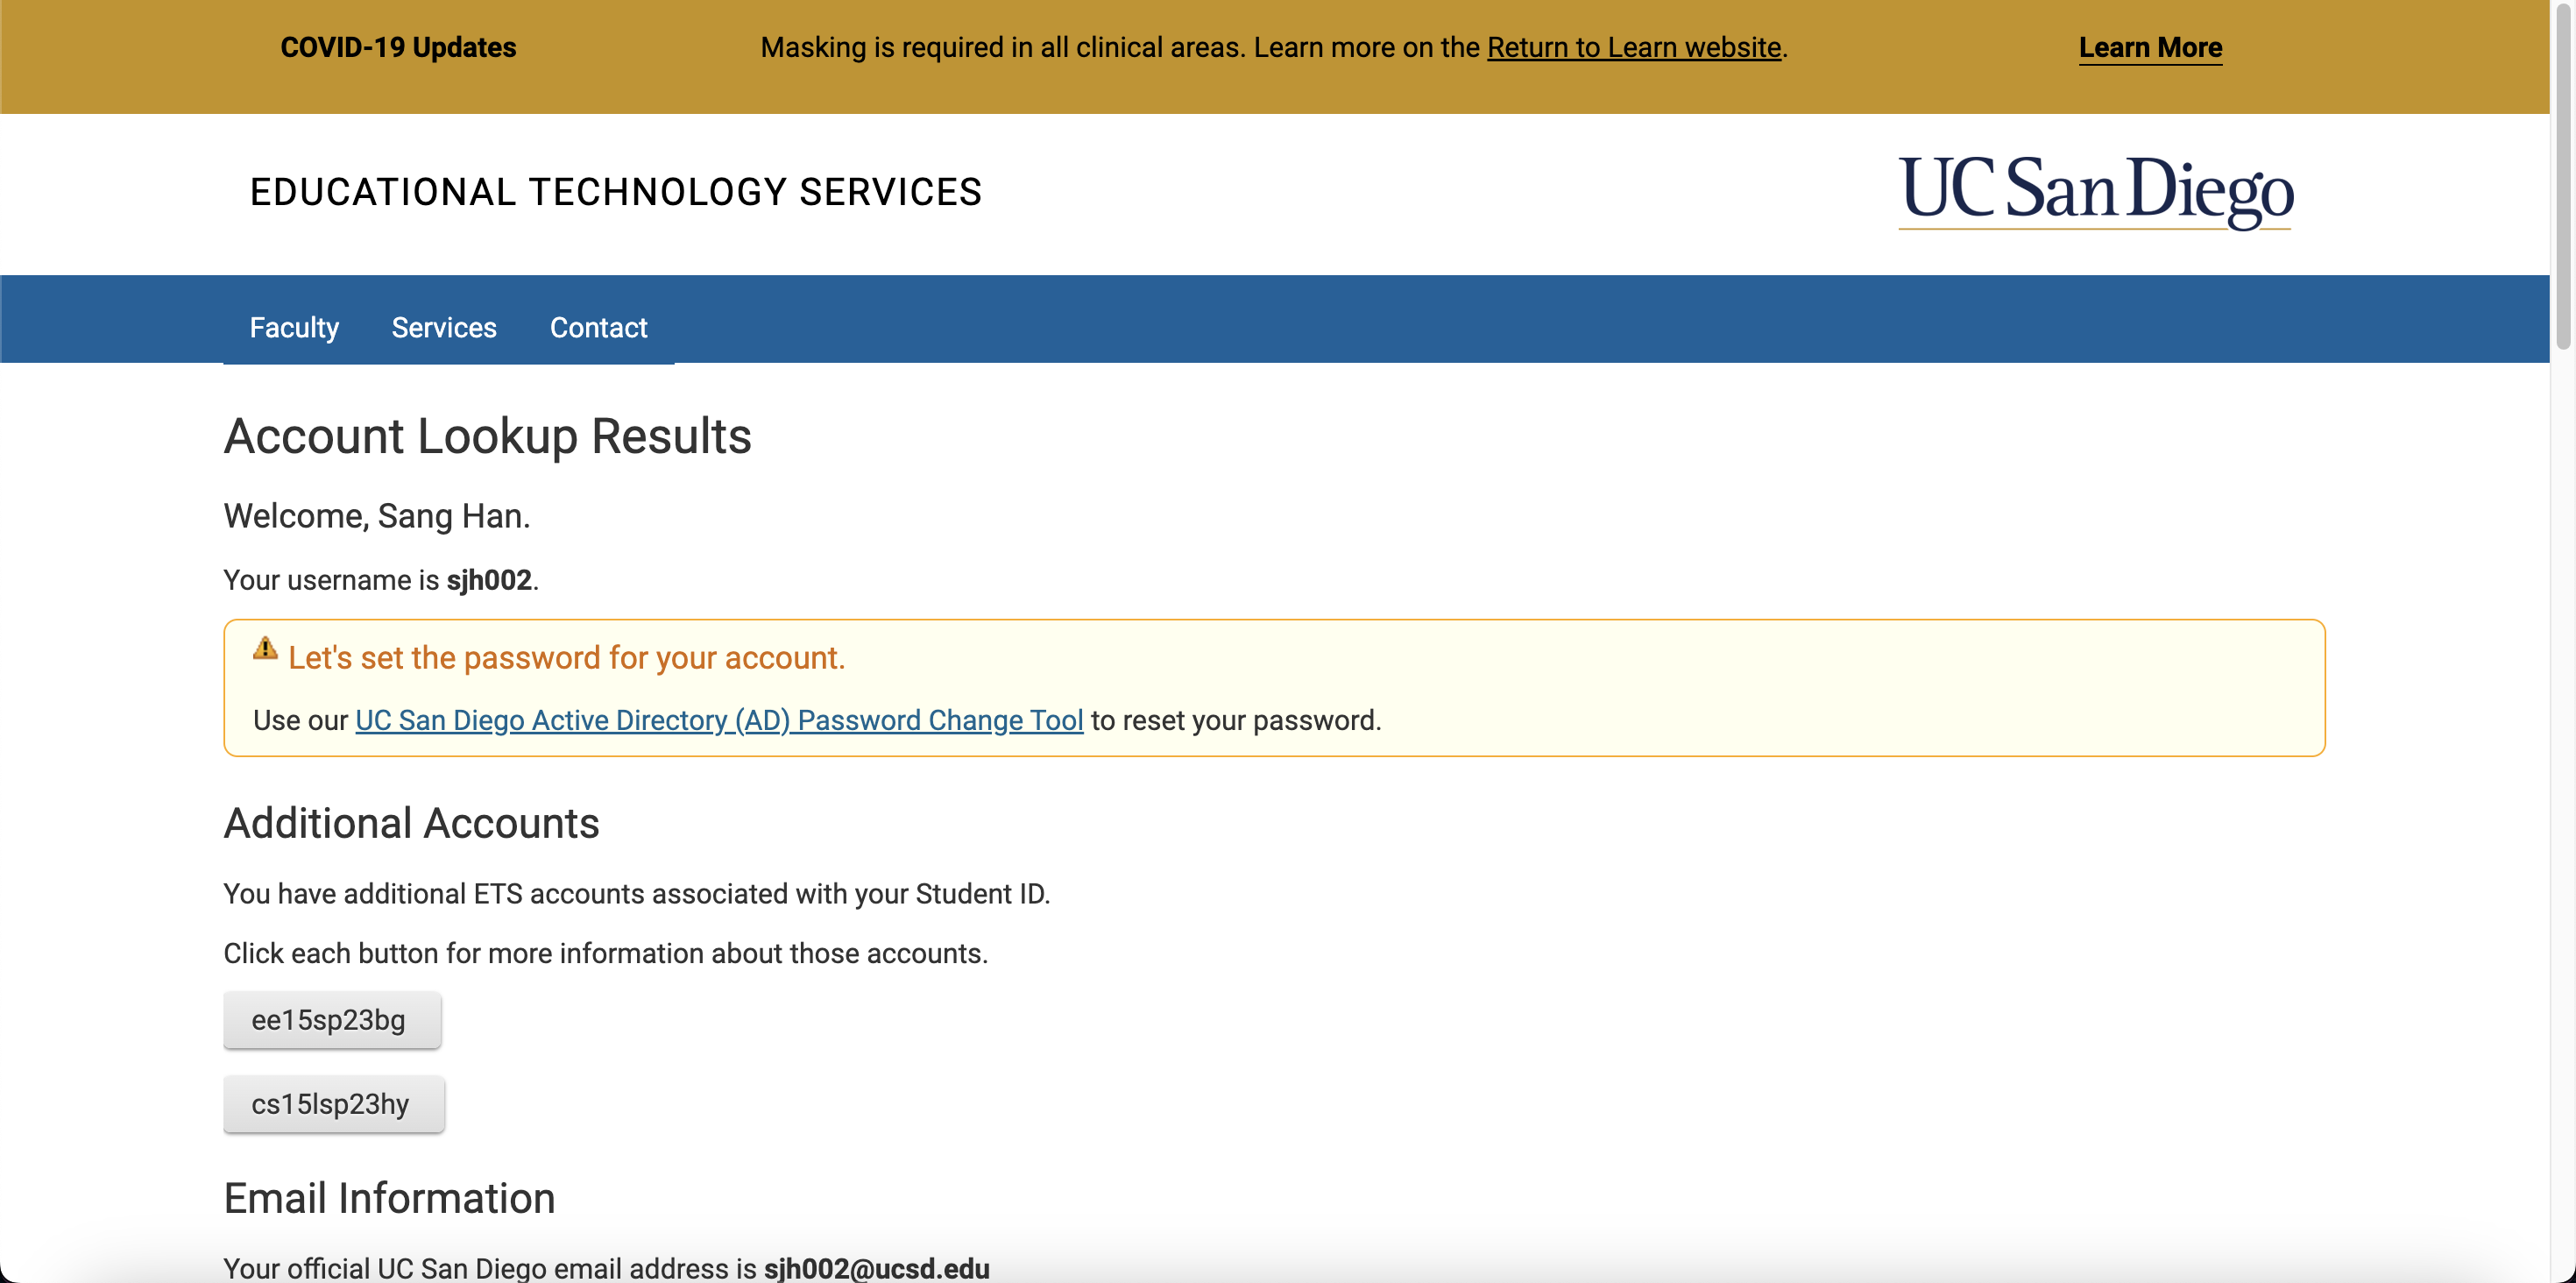 COVID-19 Updates
Masking is required in all clinical areas. Learn more on the Return to Learn website.
Learn More
EDUCATIONAL TECHNOLOGY SERVICES
UC San Diego
Faculty Services Contact
Account Lookup Results
Welcome, Sang Han.
Your username is sjh002.
Let's set the password for your account.
Use our UC San Diego Active Directory (AD) Password Change Tool to reset your password.
Additional Accounts
You have additional ETS accounts associated with your Student ID.
Click each button for more information about those accounts.
ee15sp23bg
cs15lsp23hy
Email Information
Your official UC San Diego email address is sjh002@ucsd.edu